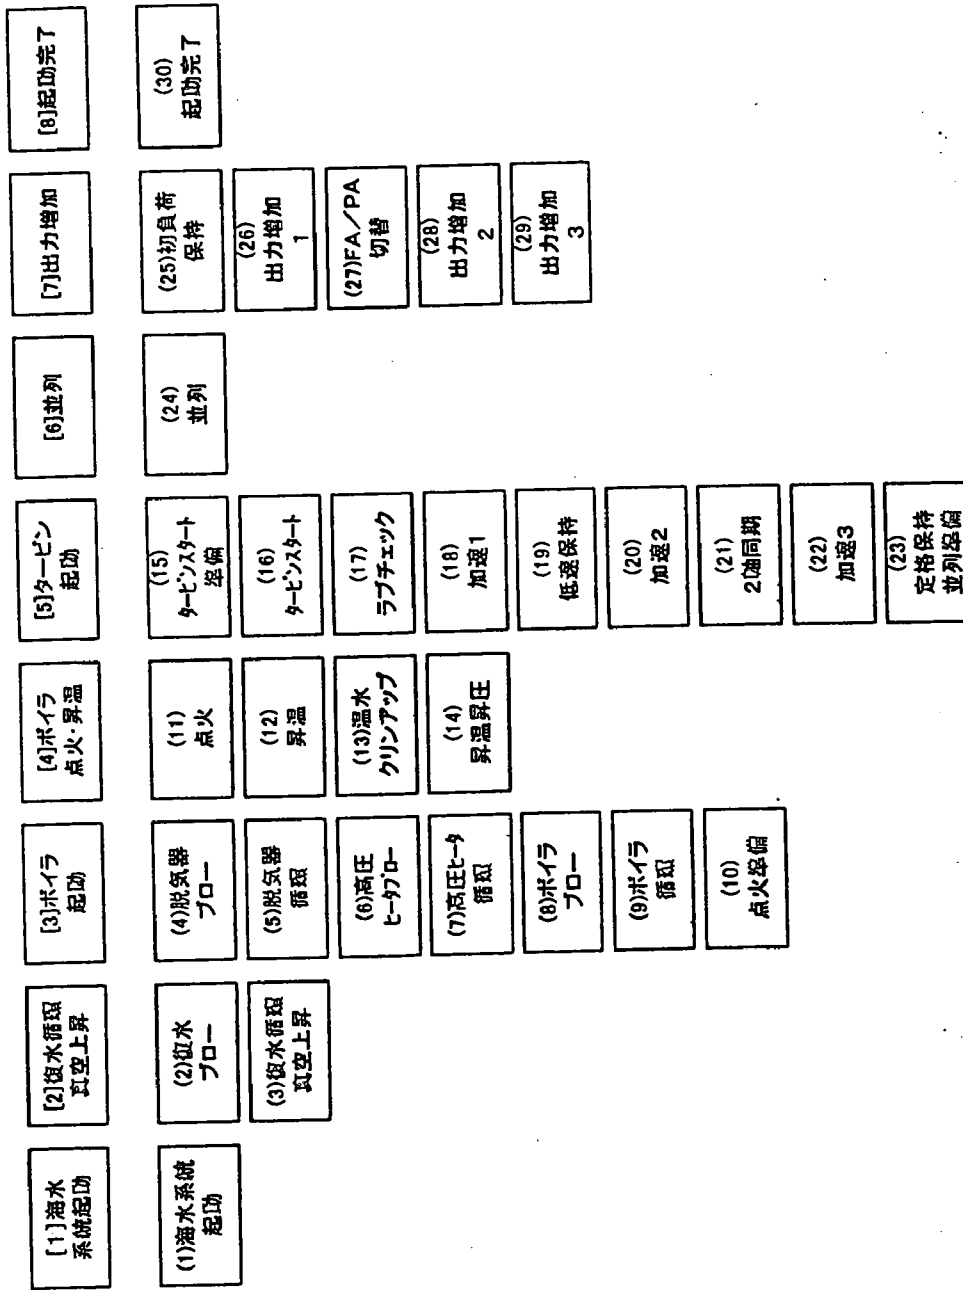 [1]海水
系統起動
[2]復水循環
真空上昇
[3]ボイラ
起動
[4]ボイラ
点火・昇温
[5]タービン
起動
[6]並列
[7]出力増加
[8]起動完了
(1)海水系統
起動
(2)復水
ブロー
(3)復水循環
真空上昇
(4)脱気器
ブロー
(5)脱気器
循環
(6)高圧
ヒータブロー
(7)高圧ヒータ
循環
(8)ボイラ
ブロー
(9)ボイラ
循環
(10)
点火準備
(11)
点火
(12)
昇温
(13)温水
クリンアップ
(14)
昇温昇圧
(15)
タービンスタート
準備
(16)
タービンスタート
(17)
ラブチェック
(18)
加速1
(19)
低速保持
(20)
加速2
(21)
2軸同期
(22)
加速3
(23)
定格保持
並列準備
(24)
並列
(25)初負荷
保持
(26)
出力増加
1
(27)FA/PA
切替
(28)
出力増加
2
(29)
出力増加
3
(30)
起動完了